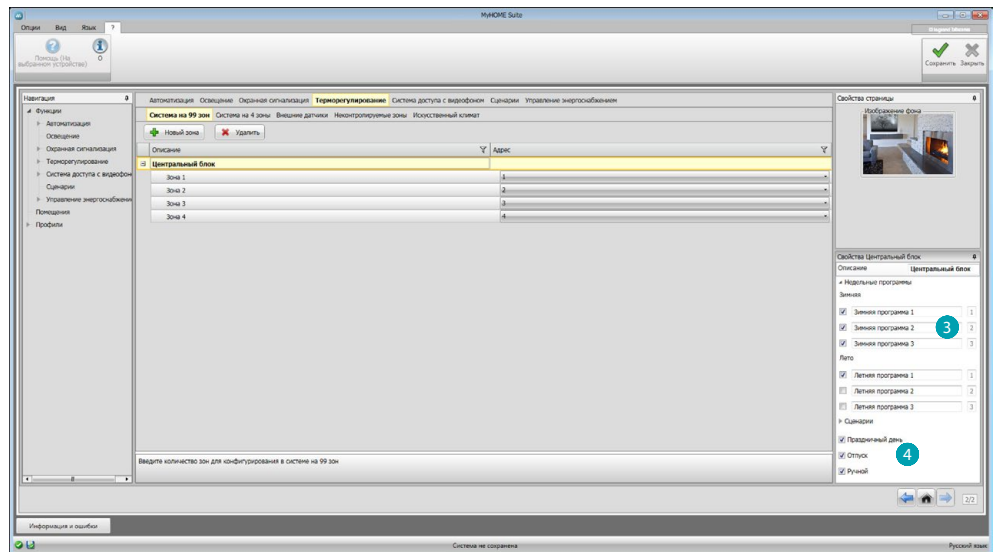 MyHOME Suite
Опции Вид Язык ?
Помощь (На выбранном устройстве)
О
Сохранить Закрыть
Навигация
Функции
Автоматизация
Освещение
Охранная сигнализация
Терморегулирование
Система доступа с видеофон
Сценарии
Управление энергоснабжени
Помещения
Профили
Автоматизация Освещение Охранная сигнализация Терморегулирование Система доступа с видеофоном Сценарии Управление энергоснабжением
Система на 99 зон Система на 4 зоны Внешние датчики Неконтролируемые зоны Искусственный климат
Новый зона Удалить
Описание Адрес
Центральный блок
Зона 1 1
Зона 2 2
Зона 3 3
Зона 4 4
Введите количество зон для конфигурирования в системе на 99 зон
Свойства страницы
Изображение фона
Свойства Центральный блок
Описание Центральный блок
Недельные программы
Зимняя
Зимняя программа 1 1
Зимняя программа 2 2
3
Зимняя программа 3 3
Лето
Летняя программа 1 1
Летняя программа 2 2
Летняя программа 3 3
Сценарии
Праздничный день
Отпуск
4
Ручной
2/2
Информация и ошибки
Система не сохранена
Русский язык